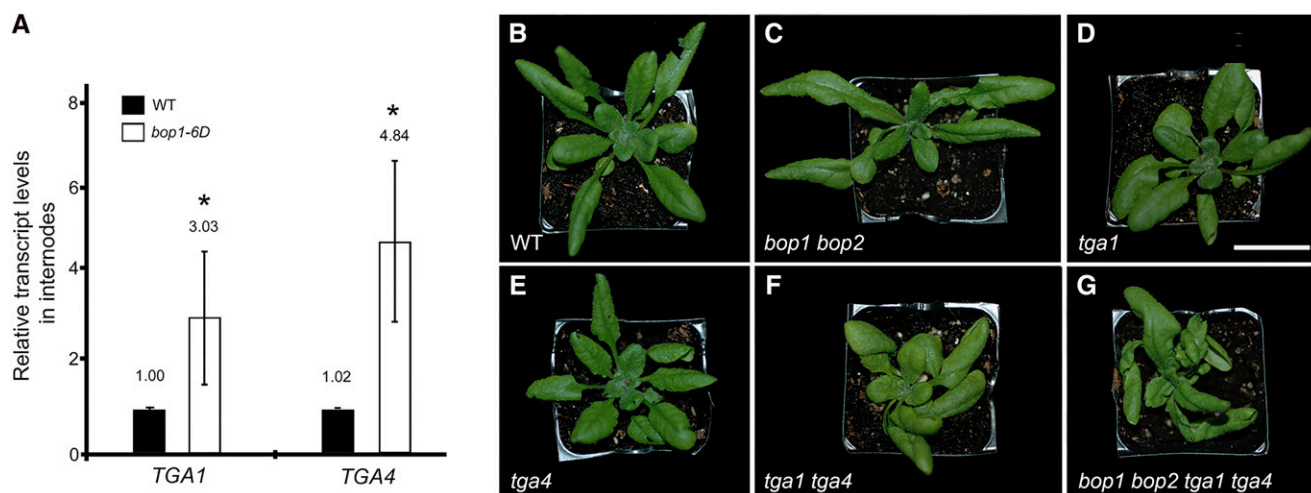 A
Relative transcript levels
in internodes
8
6
4
2
0
WT
bop1-6D
*
3.03
*
4.84
1.00
1.02
TGA1
TGA4
B
WT
C
bop1 bop2
D
tga1
E
tga4
F
tga1 tga4
G
bop1 bop2 tga1 tga4